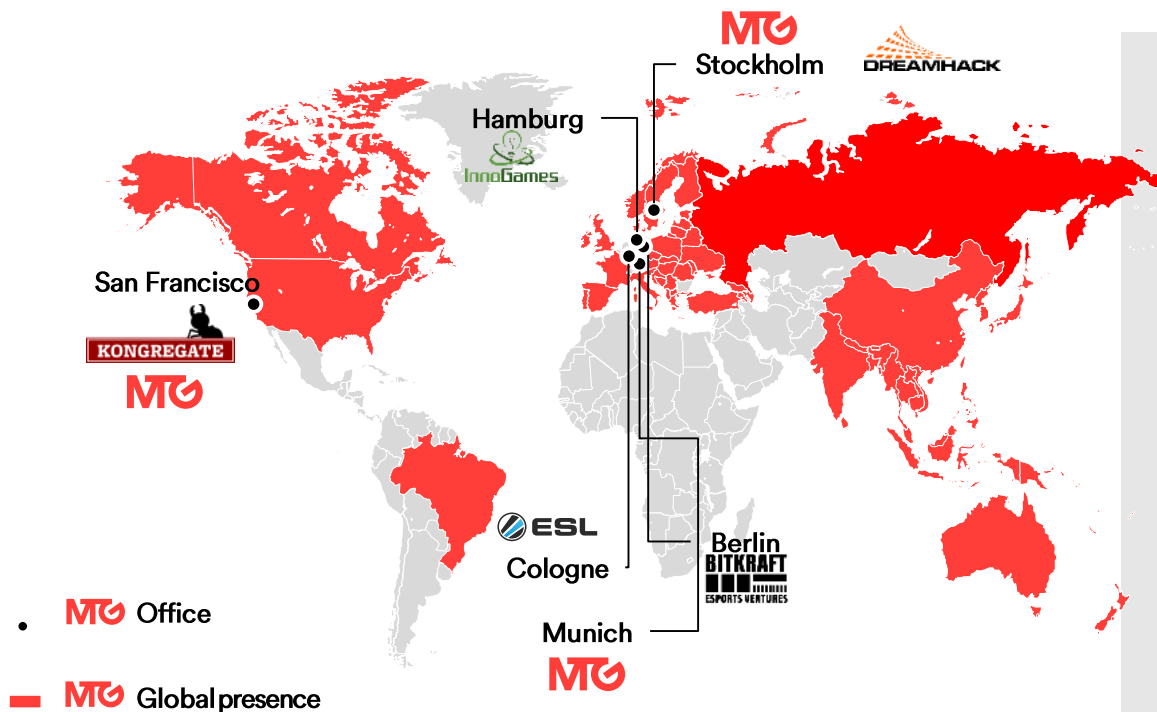 MTG
Stockholm
DREAMHACK
Hamburg
InnoGames
San Francisco
KONGREGATE
MTG
ESL
Cologne
Berlin
BITKRAFT
ESPORTS VENTURES
Munich
MTG
MTG Office
MTG Global presence